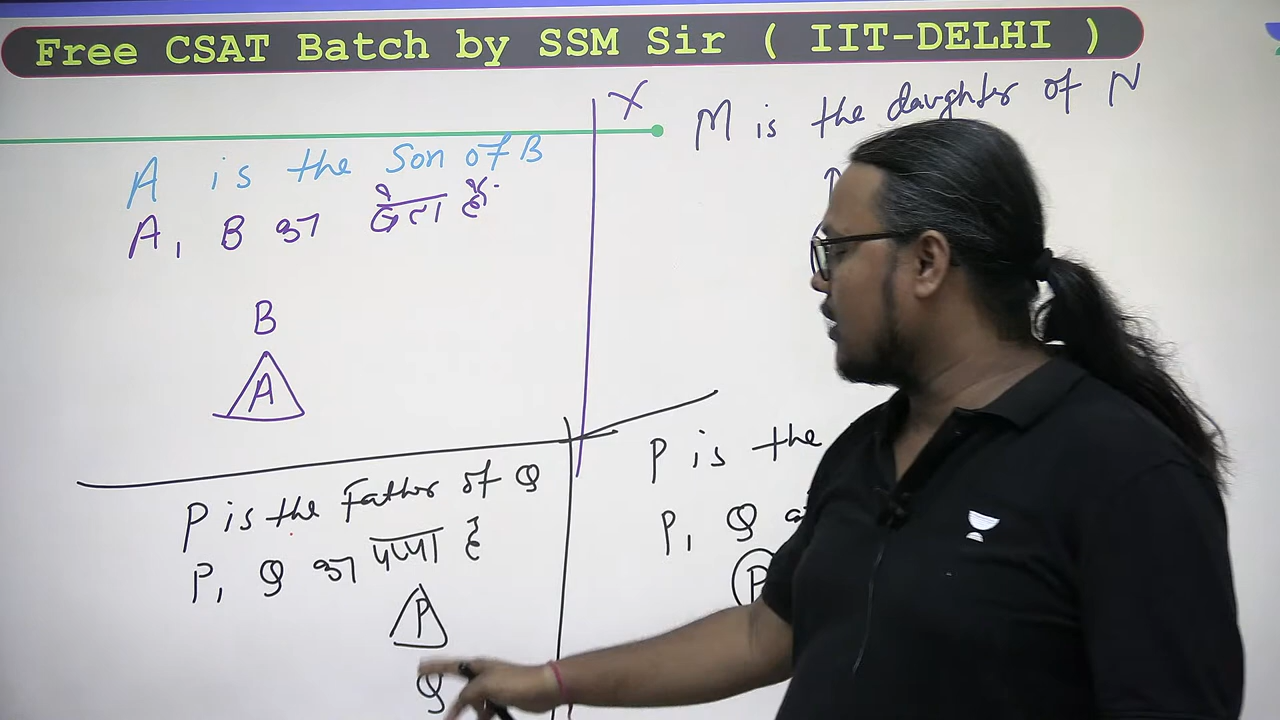 Free CSAT Batch by SSM Sir ( IIT-DELHI )
X
A is the Son of B
A, B का बेटा है.
B
A
M is the daughter of N
P is the Father of Q
P, Q का पापा है
P
Q
P is the
P, Q
P